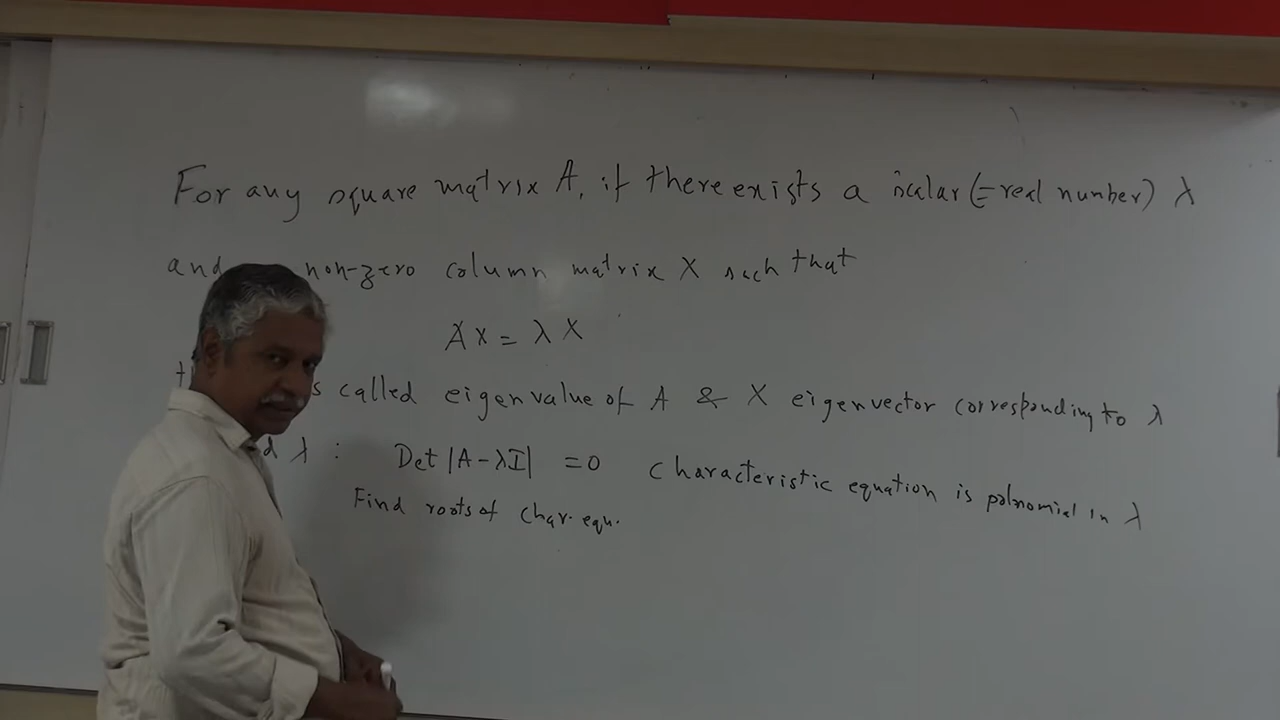 For any square matrix A, if there exists a scalar (= real number) λ
and non-zero column matrix X such that
AX = λX
called eigenvalue of A & X eigenvector corresponding to λ
λ : Det |A-λI| = 0 characteristic equation is polnomial in λ
Find roots of char. equ.